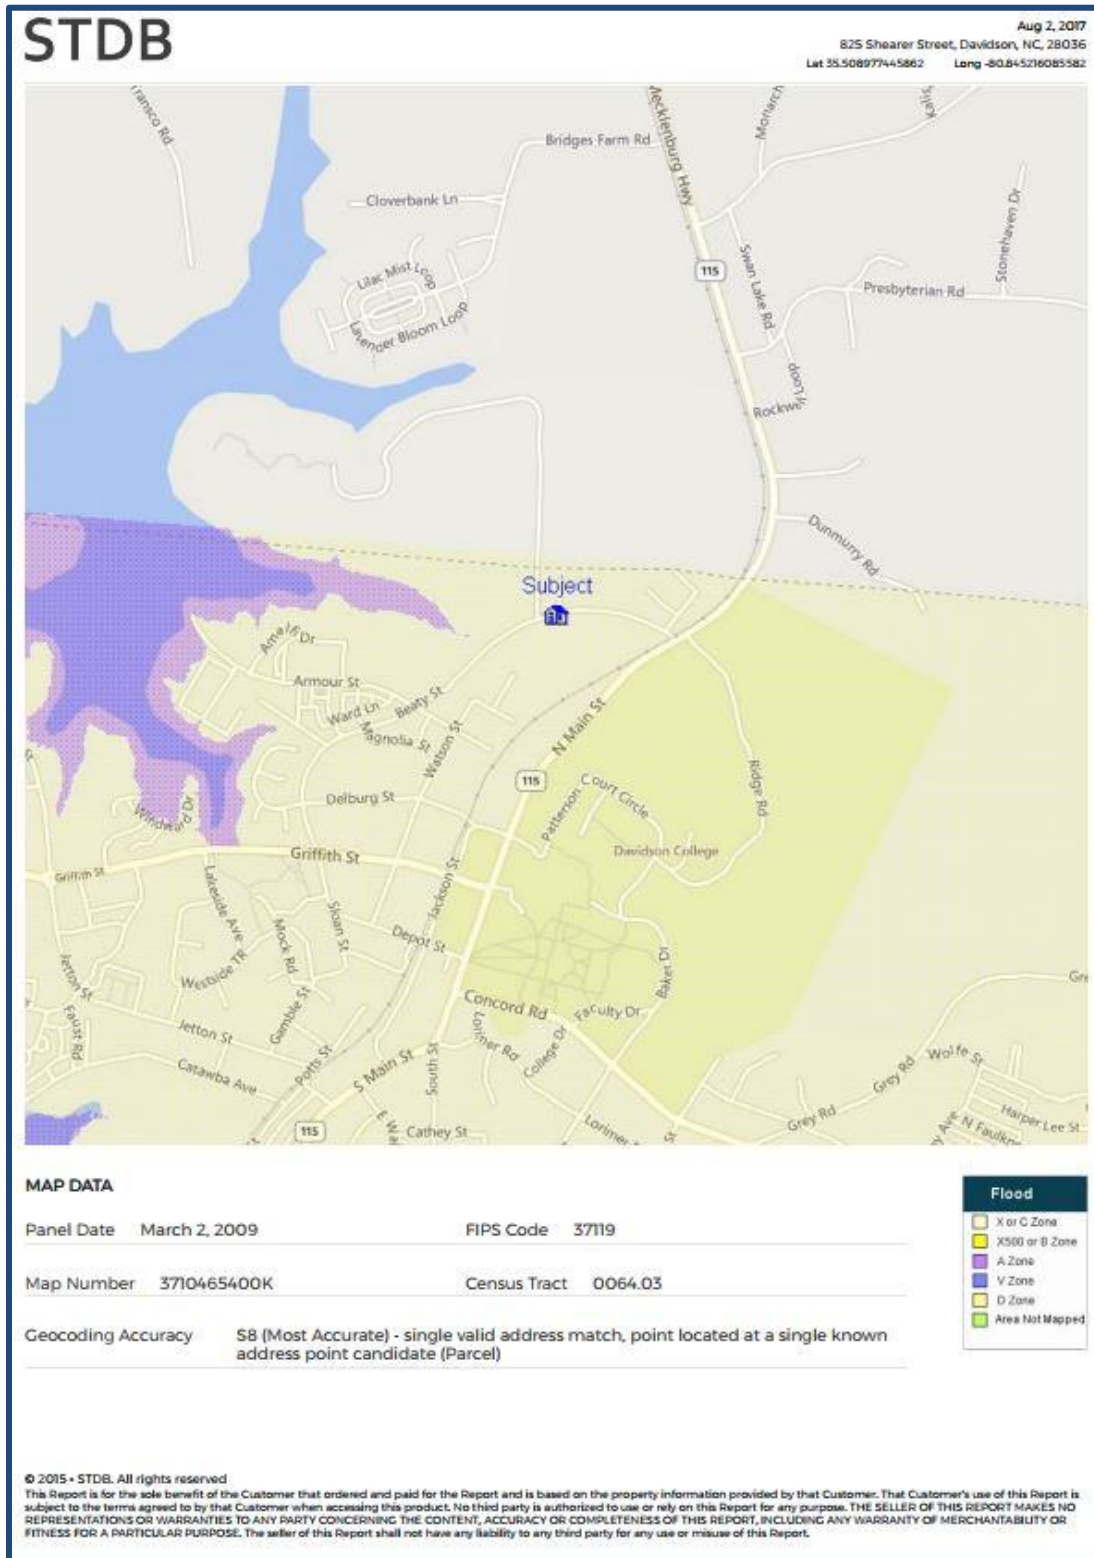 STDB
Aug 2, 2017
825 Shearer Street, Davidson, NC, 28036
Lat 35.508977445862 Long -80.845216085582
Transco Rd
Mecklenburg Hwy
Monarch
Bridges Farm Rd
Cloverbank Ln
Stonehaven Dr
Lilac Mist Loop
115
Swan Lake Rd
Presbyterian Rd
Lavender Bloom Loop
y Loop
Rockwe
Dunmurry Rd
Subject
Amalfi Dr
Armour St
Ward Ln
Beaty St
Magnolia St
Watson St
N Main St
115
Ridge Rd
Delburg St
Patterson Court Circle
Windward Dr
Griffith St
Davidson College
Griffith St
Lakeside Ave
Jackson St
Sloan St
Mock Rd
Depot St
Westside TR
Baker Dr
Jetton St
Gamble St
Concord Rd
Faculty Dr
Gre
Faust Rd
Jetton St
Lorimer Rd
College Dr
Potts St
S Main St
South St
Catawba Ave
Grey Rd
Wolfe St
Grey Rd
Harper Lee St
115
E Wal
Cathey St
Lorimer
St
y Ave
N Faulkn
MAP DATA
Panel Date March 2, 2009 FIPS Code 37119
Map Number 3710465400K Census Tract 0064.03
Geocoding Accuracy S8 (Most Accurate) - single valid address match, point located at a single known
address point candidate (Parcel)
Flood
X or C Zone
X500 or B Zone
A Zone
V Zone
D Zone
Area Not Mapped
© 2015 • STDB. All rights reserved
This Report is for the sole benefit of the Customer that ordered and paid for the Report and is based on the property information provided by that Customer. That Customer's use of this Report is
subject to the terms agreed to by that Customer when accessing this product. No third party is authorized to use or rely on this Report for any purpose. THE SELLER OF THIS REPORT MAKES NO
REPRESENTATIONS OR WARRANTIES TO ANY PARTY CONCERNING THE CONTENT, ACCURACY OR COMPLETENESS OF THIS REPORT, INCLUDING ANY WARRANTY OF MERCHANTABILITY OR
FITNESS FOR A PARTICULAR PURPOSE. The seller of this Report shall not have any liability to any third party for any use or misuse of this Report.